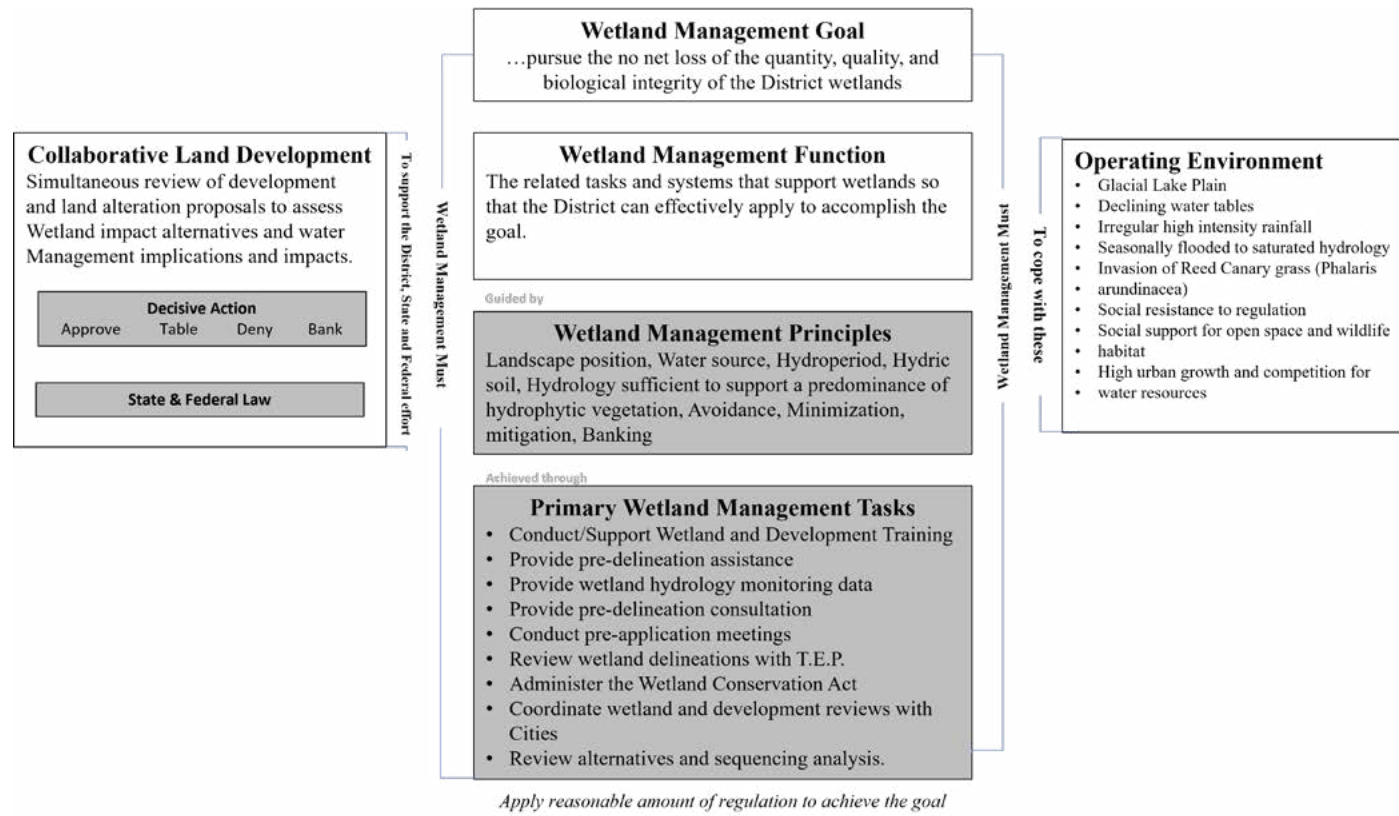 Wetland Management Goal
…pursue the no net loss of the quantity, quality, and
biological integrity of the District wetlands
Collaborative Land Development
Simultaneous review of development
and land alteration proposals to assess
Wetland impact alternatives and water
Management implications and impacts.
Decisive Action
Approve Table Deny Bank
State & Federal Law
To support the District, State and Federal effort
Wetland Management Must
Wetland Management Function
The related tasks and systems that support wetlands so
that the District can effectively apply to accomplish the
goal.
Guided by
Wetland Management Principles
Landscape position, Water source, Hydroperiod, Hydric
soil, Hydrology sufficient to support a predominance of
hydrophytic vegetation, Avoidance, Minimization,
mitigation, Banking
Achieved through
Primary Wetland Management Tasks
• Conduct/Support Wetland and Development Training
• Provide pre-delineation assistance
• Provide wetland hydrology monitoring data
• Provide pre-delineation consultation
• Conduct pre-application meetings
• Review wetland delineations with T.E.P.
• Administer the Wetland Conservation Act
• Coordinate wetland and development reviews with
Cities
• Review alternatives and sequencing analysis.
Apply reasonable amount of regulation to achieve the goal
Wetland Management Must
To cope with these
Operating Environment
• Glacial Lake Plain
• Declining water tables
• Irregular high intensity rainfall
• Seasonally flooded to saturated hydrology
• Invasion of Reed Canary grass (Phalaris
• arundinacea)
• Social resistance to regulation
• Social support for open space and wildlife
• habitat
• High urban growth and competition for
• water resources